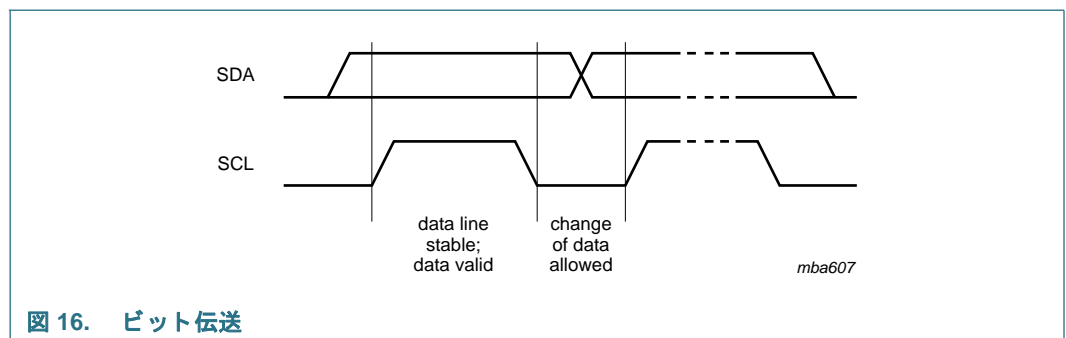 SDA
SCL
data line
stable;
data valid
change
of data
allowed
mba607
図 16. ビット伝送